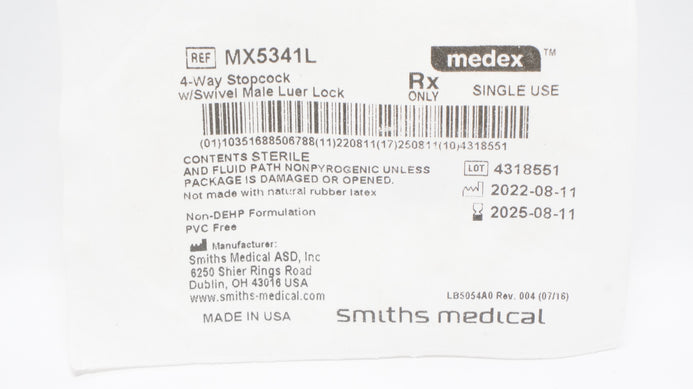 REF MX5341L
medex™
4-Way Stopcock
w/Swivel Male Luer Lock
Rx
ONLY
SINGLE USE
(01)10351688506788(11)220811(17)250811(10)4318551
CONTENTS STERILE
AND FLUID PATH NONPYROGENIC UNLESS
PACKAGE IS DAMAGED OR OPENED.
Not made with natural rubber latex
LOT 4318551
2022-08-11
2025-08-11
Non-DEHP Formulation
PVC Free
Manufacturer:
Smiths Medical ASD, Inc
6250 Shier Rings Road
Dublin, OH 43016 USA
www.smiths-medical.com
LB5054A0 Rev. 004 (07/16)
MADE IN USA
smiths medical